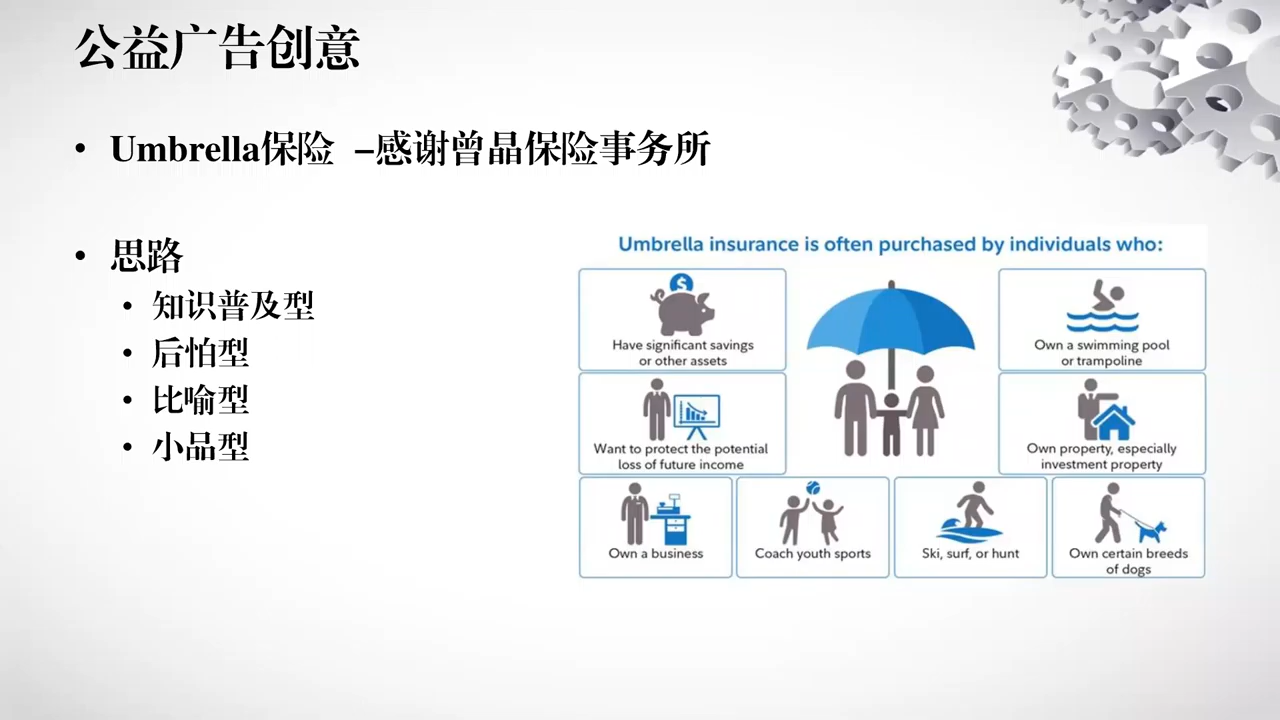 公益广告创意
• Umbrella保险 –感谢曾晶保险事务所
• 思路
• 知识普及型
• 后怕型
• 比喻型
• 小品型
Umbrella insurance is often purchased by individuals who:
$
Have significant savings
or other assets
Own a swimming pool
or trampoline
Want to protect the potential
loss of future income
Own property, especially
investment property
Own a business
Coach youth sports
Ski, surf, or hunt
Own certain breeds
of dogs